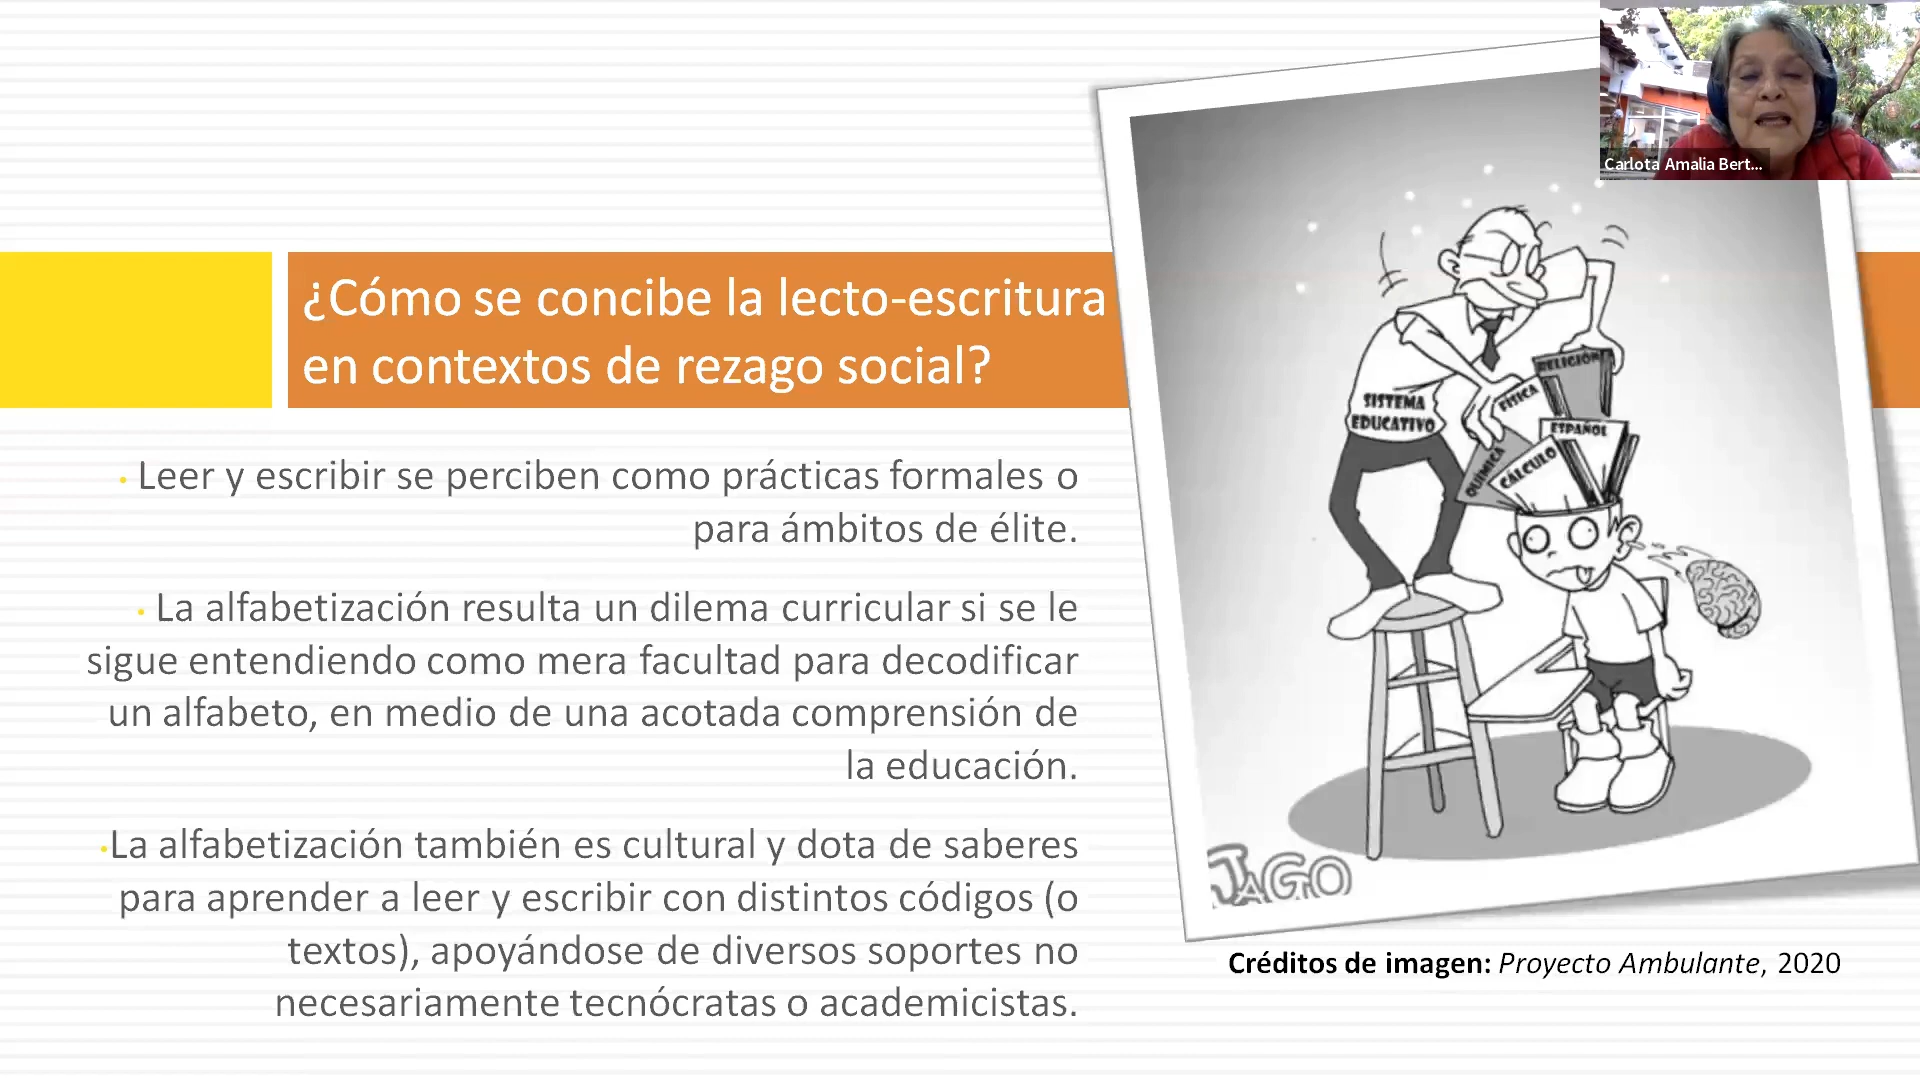 Carlota Amalia Bert...
¿Cómo se concibe la lecto-escritura
en contextos de rezago social?
• Leer y escribir se perciben como prácticas formales o
para ámbitos de élite.
• La alfabetización resulta un dilema curricular si se le
sigue entendiendo como mera facultad para decodificar
un alfabeto, en medio de una acotada comprensión de
la educación.
•La alfabetización también es cultural y dota de saberes
para aprender a leer y escribir con distintos códigos (o
textos), apoyándose de diversos soportes no
necesariamente tecnócratas o academicistas.
SISTEMA
EDUCATIVO
RELIGIÓN
FÍSICA
ESPAÑOL
QUÍMICA
CÁLCULO
JAGO
Créditos de imagen: Proyecto Ambulante, 2020